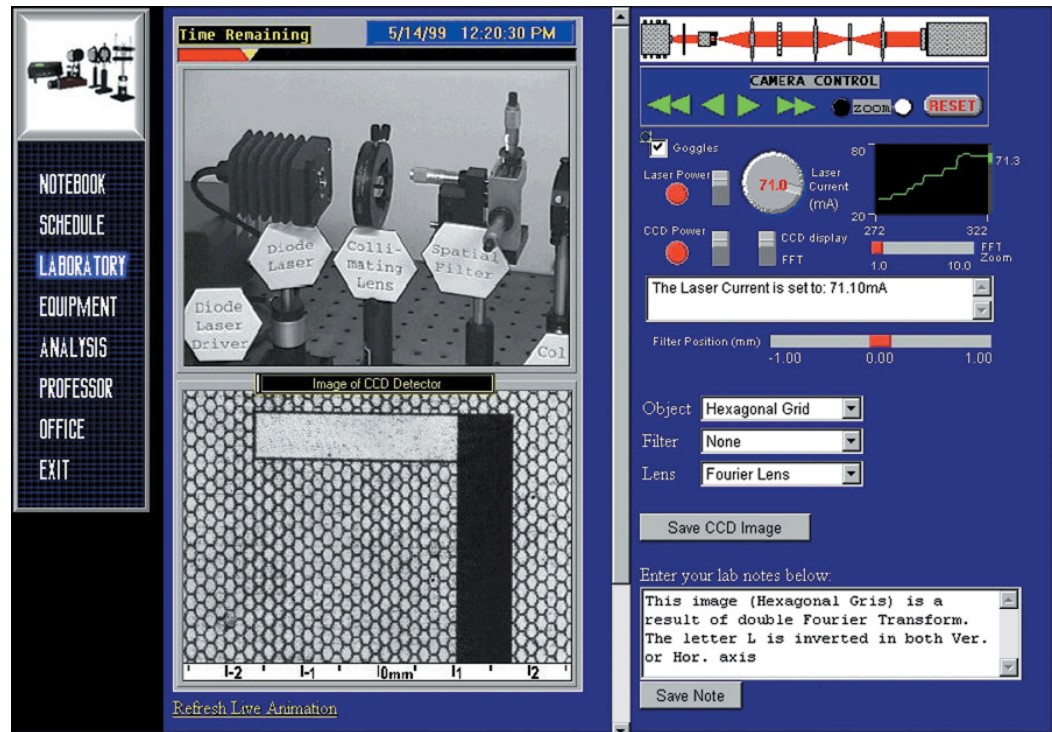 NOTEBOOK
SCHEDULE
LABORATORY
EQUIPMENT
ANALYSIS
PROFESSOR
OFFICE
EXIT
Time Remaining
5/14/99 12:20:30 PM
Diode
Laser
Colli-
mating
Lens
Spatial
Filter
Diode
Laser
Driver
Col
Image of CCD Detector
-2 -1 0mm 1 2
Refresh Live Animation
CAMERA CONTROL
zoom
RESET
Goggles
Laser Power
71.0
Laser
Current
(mA)
80
71.3
20
272 322
CCD Power
CCD display
FFT
FFT
Zoom
1.0 10.0
The Laser Current is set to: 71.10mA
Filter Position (mm)
-1.00 0.00 1.00
Object Hexagonal Grid
Filter None
Lens Fourier Lens
Save CCD Image
Enter your lab notes below:
This image (Hexagonal Gris) is a
result of double Fourier Transform.
The letter L is inverted in both Ver.
or Hor. axis
Save Note